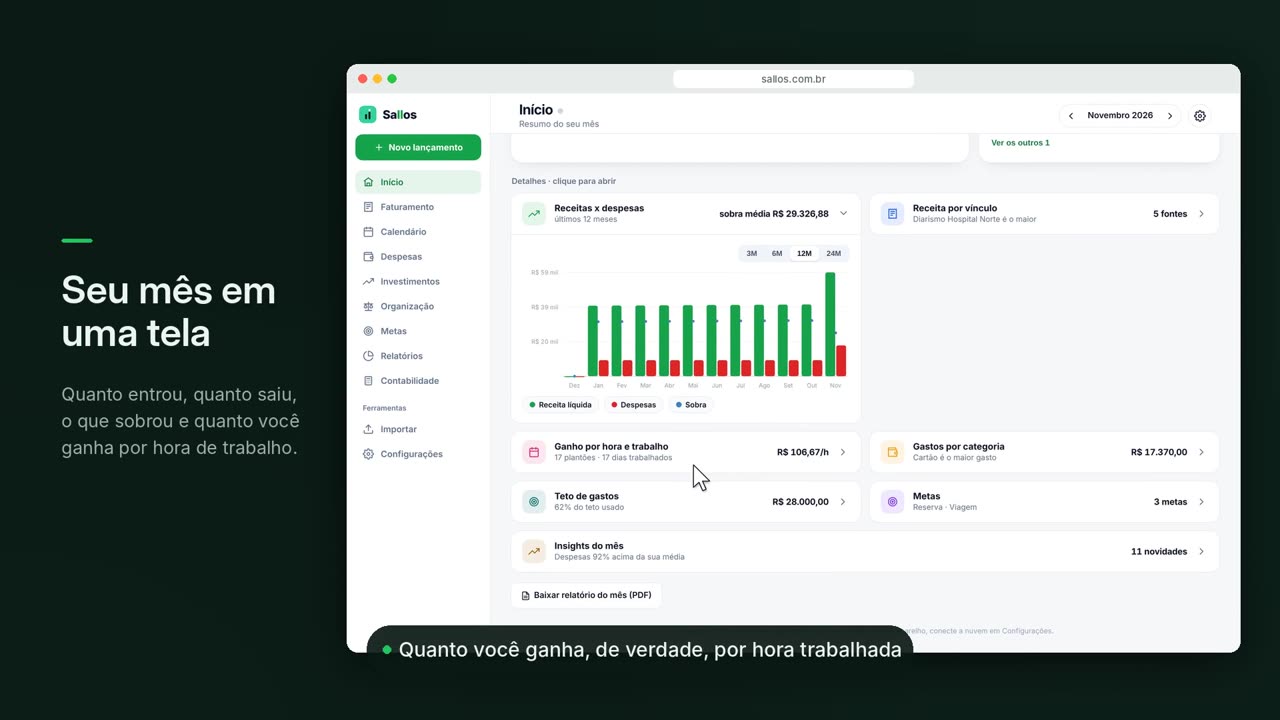 Seu mês em
uma tela
Quanto entrou, quanto saiu,
o que sobrou e quanto você
ganha por hora de trabalho.
sallos.com.br
Sallos
+ Novo lançamento
Início
Faturamento
Calendário
Despesas
Investimentos
Organização
Metas
Relatórios
Contabilidade
Ferramentas
Importar
Configurações
Início
Resumo do seu mês
Novembro 2026
Ver os outros 1
Detalhes · clique para abrir
Receitas x despesas
últimos 12 meses
sobra média R$ 29.326,88
Receita por vínculo
Diarismo Hospital Norte é o maior
5 fontes
3M 6M 12M 24M
R$ 59 mil
R$ 39 mil
R$ 20 mil
Dez Jan Fev Mar Abr Mai Jun Jul Ago Set Out Nov
Receita líquida Despesas Sobra
Ganho por hora e trabalho
17 plantões · 17 dias trabalhados
R$ 106,67/h
Gastos por categoria
Cartão é o maior gasto
R$ 17.370,00
Teto de gastos
62% do teto usado
R$ 28.000,00
Metas
Reserva · Viagem
3 metas
Insights do mês
Despesas 92% acima da sua média
11 novidades
Baixar relatório do mês (PDF)
conecte a nuvem em Configurações.
Quanto você ganha, de verdade, por hora trabalhada